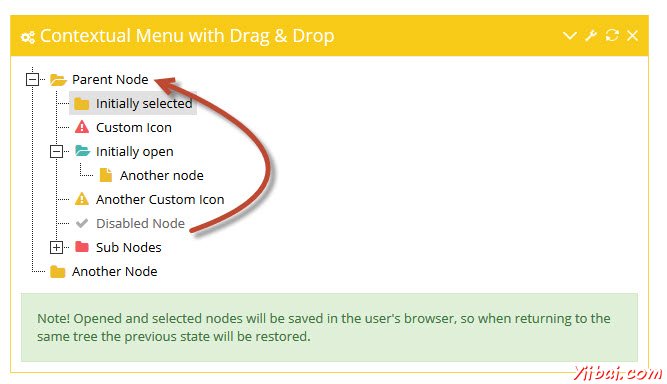 Contextual Menu with Drag & Drop
Parent Node
Initially selected
Custom Icon
Initially open
Another node
Another Custom Icon
Disabled Node
Sub Nodes
Another Node
Note! Opened and selected nodes will be saved in the user's browser, so when returning to the
same tree the previous state will be restored.
Yiibai.com